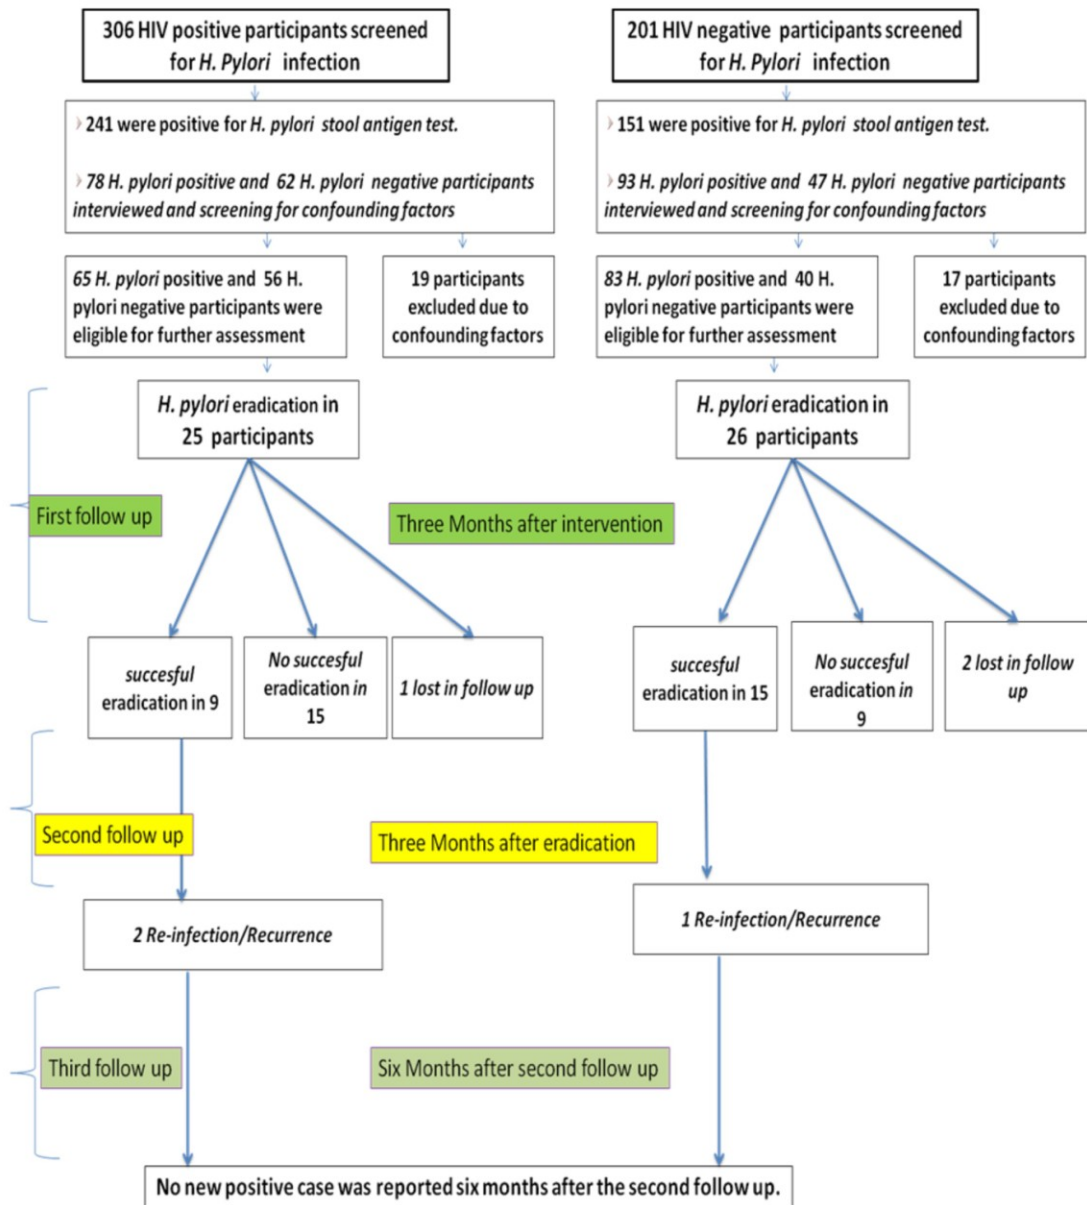 306 HIV positive participants screened
for H. Pylori infection
201 HIV negative participants screened
for H. Pylori infection
241 were positive for H. pylori stool antigen test.
78 H. pylori positive and 62 H. pylori negative participants
interviewed and screening for confounding factors
151 were positive for H. pylori stool antigen test.
93 H. pylori positive and 47 H. pylori negative participants
interviewed and screening for confounding factors
65 H. pylori positive and 56 H.
pylori negative participants were
eligible for further assessment
19 participants
excluded due to
confounding factors
83 H. pylori positive and 40 H.
pylori negative participants were
eligible for further assessment
17 participants
excluded due to
confounding factors
H. pylori eradication in
25 participants
H. pylori eradication in
26 participants
First follow up
Three Months after intervention
succesful
eradication in 9
No succesful
eradication in
15
1 lost in follow up
succesful
eradication in 15
No succesful
eradication in
9
2 lost in follow
up
Second follow up
Three Months after eradication
2 Re-infection/Recurrence
1 Re-infection/Recurrence
Third follow up
Six Months after second follow up
No new positive case was reported six months after the second follow up.